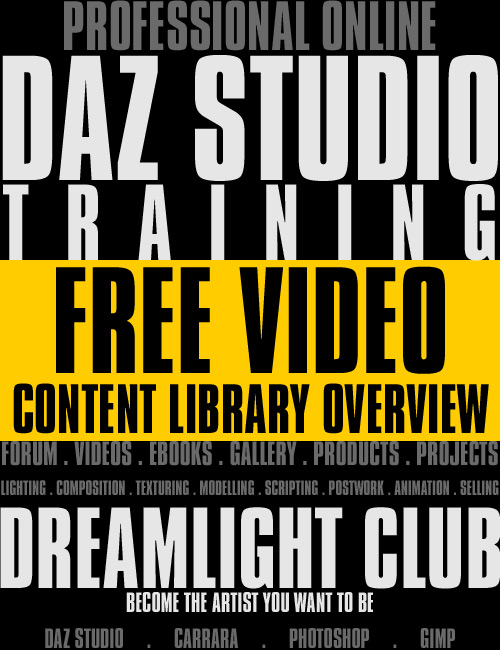 PROFESSIONAL ONLINE
DAZ STUDIO
TRAINING
FREE VIDEO
CONTENT LIBRARY OVERVIEW
FORUM . VIDEOS . EBOOKS . GALLERY . PRODUCTS . PROJECTS
LIGHTING . COMPOSITION . TEXTURING . MODELLING . SCRIPTING . POSTWORK . ANIMATION . SELLING
DREAMLIGHT CLUB
BECOME THE ARTIST YOU WANT TO BE
DAZ STUDIO . CARRARA . PHOTOSHOP . GIMP